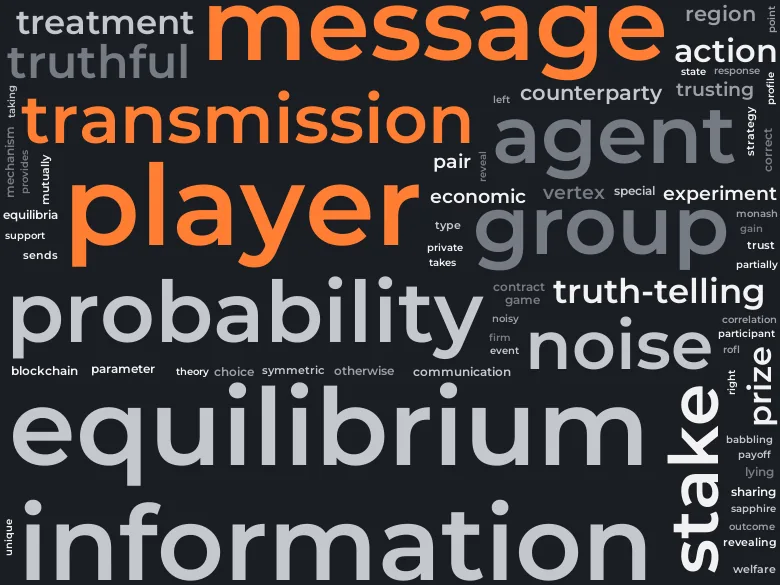 message
treatment
region
point
truthful
action
state
response
profile
taking
transmission
left
counterparty
trusting
agent
strategy
correct
mechanism
provides
mutually
pair
reveal
player
economic
vertex
special
experiment
equilibria
support
sends
type
private
takes
group
monash
gain
trust
partially
probability
contract
game
truth-telling
noisy
firm
event
noise
correlation
participant
rofl
right
prize
blockchain
parameter
theory
choice
symmetric
otherwise
communication
equilibrium
stake
babbling
payoff
lying
sharing
sapphire
outcome
revealing
welfare
unique
information